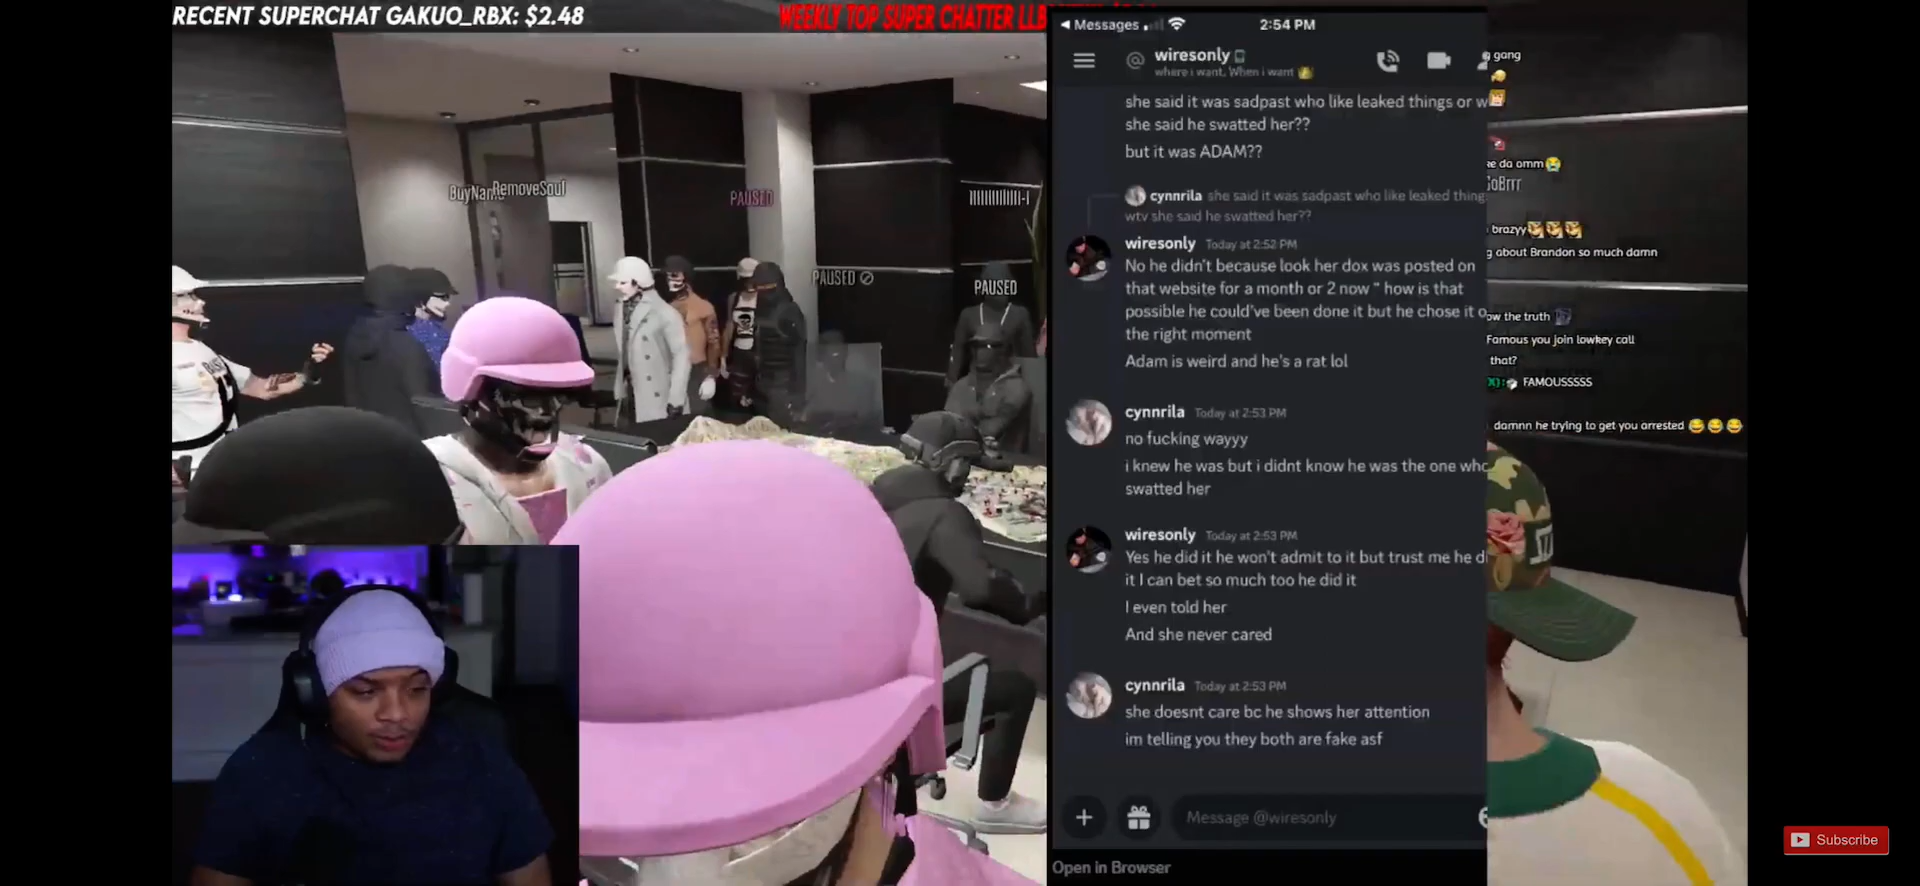 RECENT SUPERCHAT GAKUO_RBX: $2.48
WEEKLY TOP SUPER CHATTER
BuyName
RemoveSoul
PAUSED
PAUSED
PAUSED
Messages
2:54 PM
@ wiresonly
where i want, When i want
she said it was sadpast who like leaked things or w
she said he swatted her??
but it was ADAM??
cynnrila she said it was sadpast who like leaked thing
wtv she said he swatted her??
wiresonly Today at 2:52 PM
No he didn't because look her dox was posted on
that website for a month or 2 now " how is that
possible he could've been done it but he chose it o
the right moment
Adam is weird and he's a rat lol
cynnrila Today at 2:53 PM
no fucking wayyy
i knew he was but i didnt know he was the one who
swatted her
wiresonly Today at 2:53 PM
Yes he did it he won't admit to it but trust me he di
it I can bet so much too he did it
I even told her
And she never cared
cynnrila Today at 2:53 PM
she doesnt care bc he shows her attention
im telling you they both are fake asf
Message @wiresonly
Open in Browser
gang
ke da omm😭
GoBrrr
brazyy
g about Brandon so much damn
ow the truth
Famous you join lowkey call
that?
FAMOUSSSSS
damnn he trying to get you arrested 😂😂😂
Subscribe